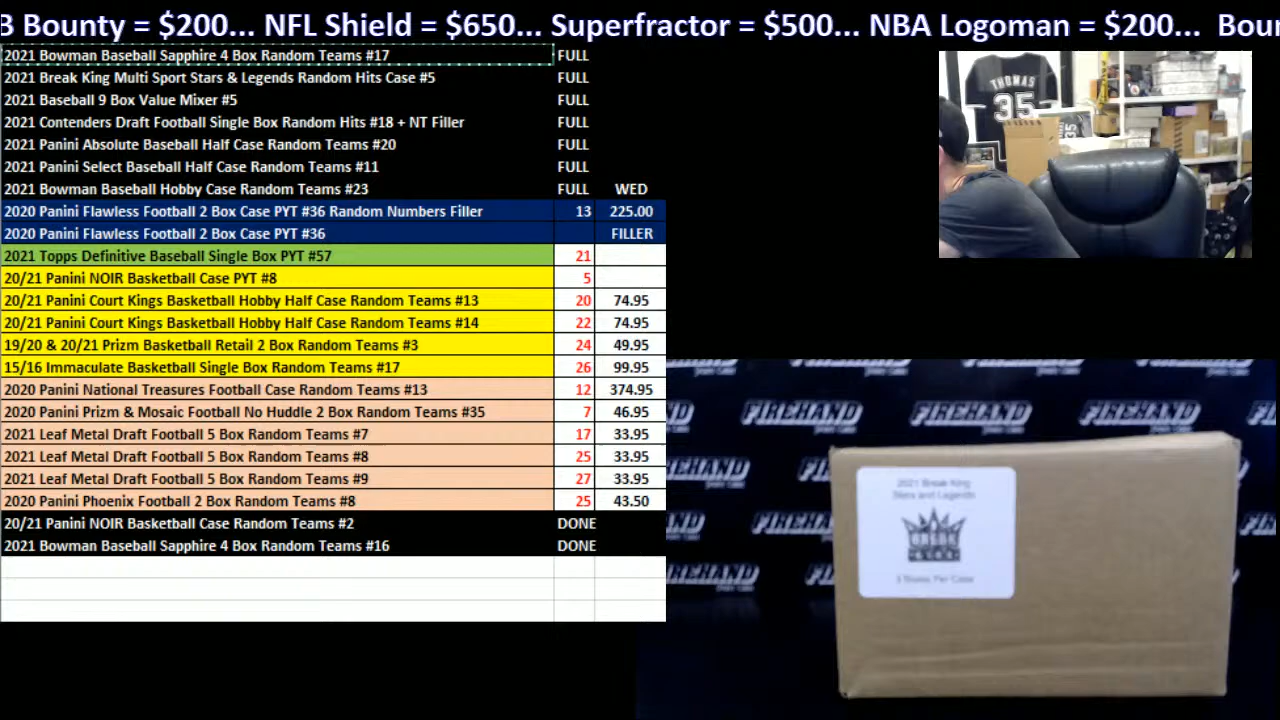 3 Bounty = $200... NFL Shield = $650... Superfractor = $500... NBA Logoman = $200... Boun
2021 Bowman Baseball Sapphire 4 Box Random Teams #17 FULL
2021 Break King Multi Sport Stars & Legends Random Hits Case #5 FULL
2021 Baseball 9 Box Value Mixer #5 FULL
2021 Contenders Draft Football Single Box Random Hits #18 + NT Filler FULL
2021 Panini Absolute Baseball Half Case Random Teams #20 FULL
2021 Panini Select Baseball Half Case Random Teams #11 FULL
2021 Bowman Baseball Hobby Case Random Teams #23 FULL WED
2020 Panini Flawless Football 2 Box Case PYT #36 Random Numbers Filler 13 225.00
2020 Panini Flawless Football 2 Box Case PYT #36 FILLER
2021 Topps Definitive Baseball Single Box PYT #57 21
20/21 Panini NOIR Basketball Case PYT #8 5
20/21 Panini Court Kings Basketball Hobby Half Case Random Teams #13 20 74.95
20/21 Panini Court Kings Basketball Hobby Half Case Random Teams #14 22 74.95
19/20 & 20/21 Prizm Basketball Retail 2 Box Random Teams #3 24 49.95
15/16 Immaculate Basketball Single Box Random Teams #17 26 99.95
2020 Panini National Treasures Football Case Random Teams #13 12 374.95
2020 Panini Prizm & Mosaic Football No Huddle 2 Box Random Teams #35 7 46.95
2021 Leaf Metal Draft Football 5 Box Random Teams #7 17 33.95
2021 Leaf Metal Draft Football 5 Box Random Teams #8 25 33.95
2021 Leaf Metal Draft Football 5 Box Random Teams #9 27 33.95
2020 Panini Phoenix Football 2 Box Random Teams #8 25 43.50
20/21 Panini NOIR Basketball Case Random Teams #2 DONE
2021 Bowman Baseball Sapphire 4 Box Random Teams #16 DONE
THOMAS
35
35
FIREHAND FIREHAND FIREHAND
FIREHAND
2021 Break King
Stars and Legends
BREAK
KING
3 Boxes Per Case